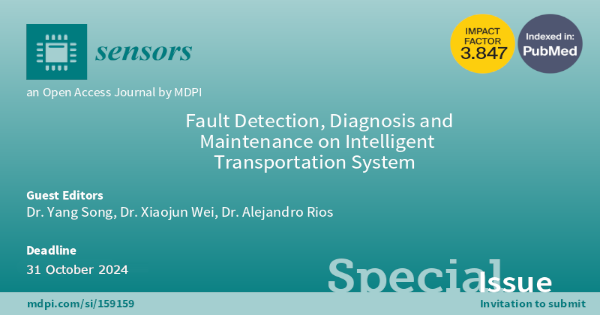 sensors
IMPACT
FACTOR
3.847
Indexed in:
PubMed
an Open Access Journal by MDPI
Fault Detection, Diagnosis and
Maintenance on Intelligent
Transportation System
Guest Editors
Dr. Yang Song, Dr. Xiaojun Wei, Dr. Alejandro Rios
Deadline
31 October 2024
Special
Issue
mdpi.com/si/159159
Invitation to submit